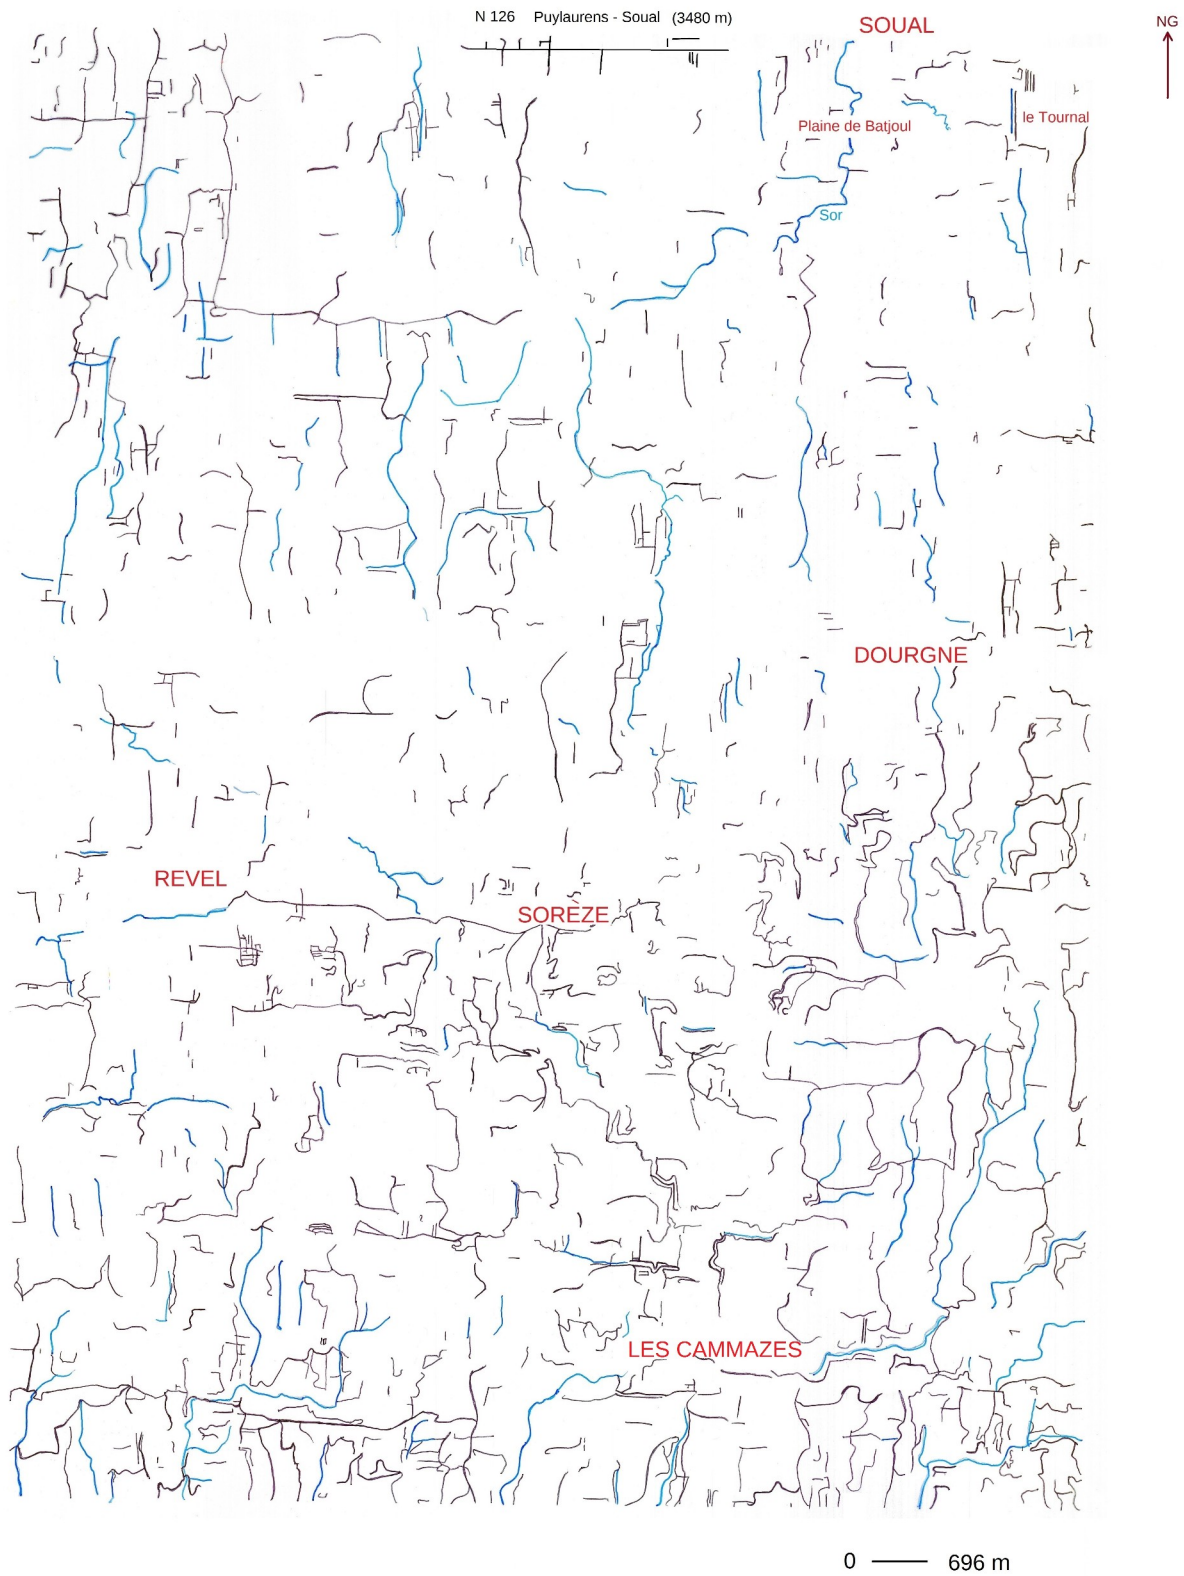 N 126 Puylaurens - Soual (3480 m)
SOUAL
NG
le Tournal
Plaine de Batjoul
Sor
DOURGNE
REVEL
SOREZE
LES CAMMAZES
0 696 m